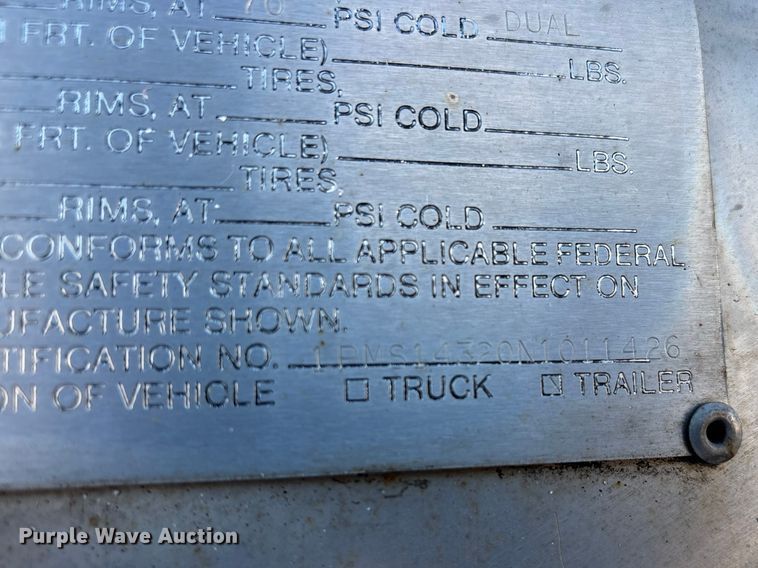 RIMS, AT 70 PSI COLD DUAL
FRT. OF VEHICLE) LBS.
TIRES,
RIMS, AT PSI COLD
FRT. OF VEHICLE) LBS.
TIRES,
RIMS, AT PSI COLD
CONFORMS TO ALL APPLICABLE FEDERAL
LE SAFETY STANDARDS IN EFFECT ON
UFACTURE SHOWN.
TIFICATION NO. 1PMS14320N1011426
ON OF VEHICLE ☐ TRUCK ☒ TRAILER
Purple Wave Auction